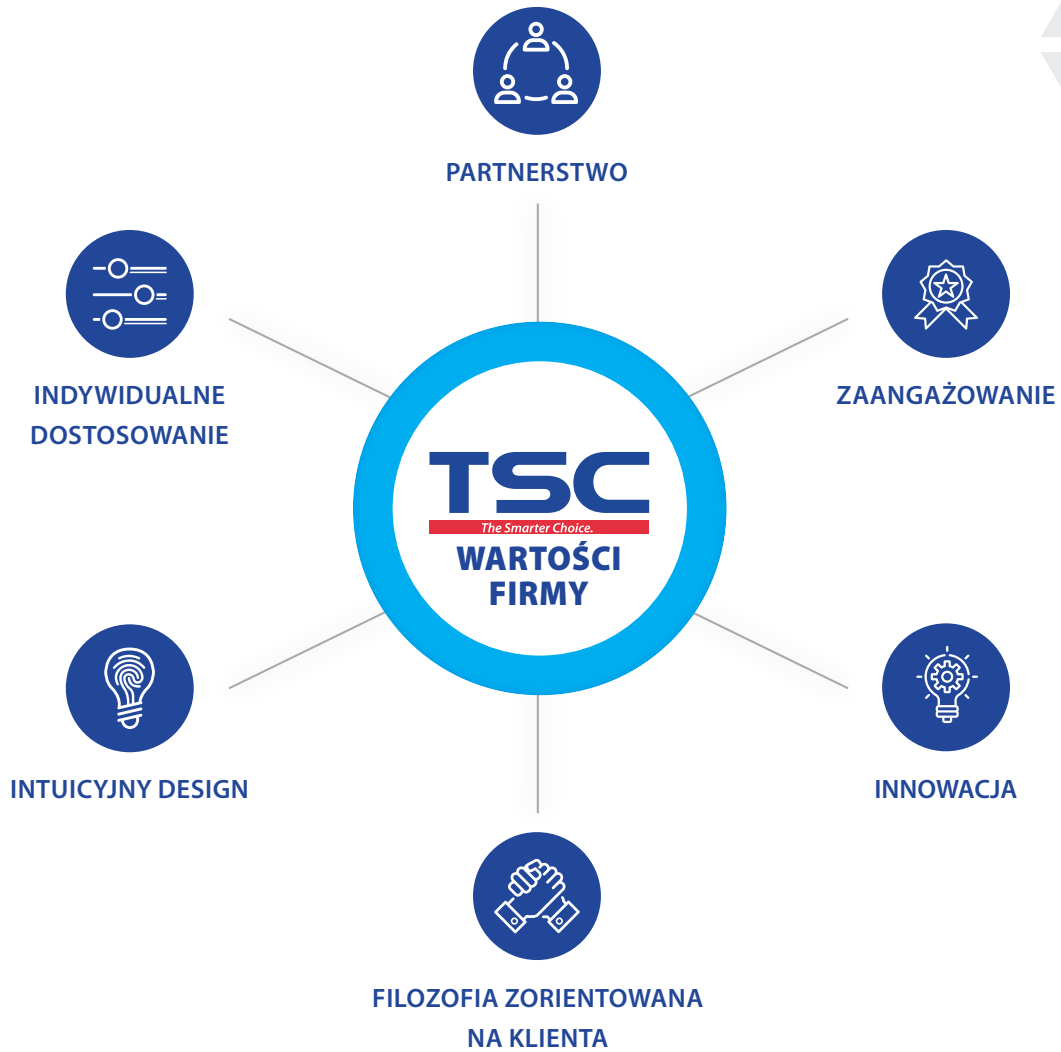 PARTNERSTWO
INDYWIDUALNE
DOSTOSOWANIE
ZAANGAŻOWANIE
TSC
The Smarter Choice.
WARTOŚCI
FIRMY
INTUICYJNY DESIGN
INNOWACJA
FILOZOFIA ZORIENTOWANA
NA KLIENTA